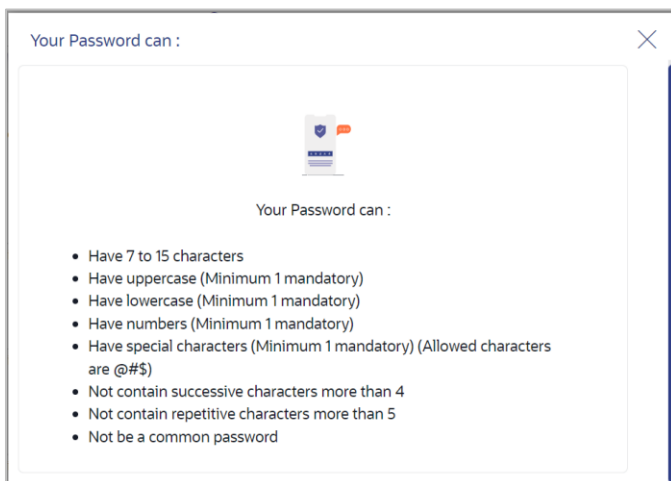 Your Password can :
Your Password can :
• Have 7 to 15 characters
• Have uppercase (Minimum 1 mandatory)
• Have lowercase (Minimum 1 mandatory)
• Have numbers (Minimum 1 mandatory)
• Have special characters (Minimum 1 mandatory) (Allowed characters
are @#$)
• Not contain successive characters more than 4
• Not contain repetitive characters more than 5
• Not be a common password